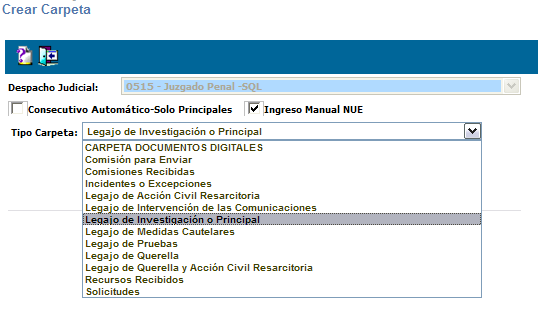 Crear Carpeta
Despacho Judicial: 0515 - Juzgado Penal -SQL
Consecutivo Automático-Solo Principales Ingreso Manual NUE
Tipo Carpeta: Legajo de Investigación o Principal
CARPETA DOCUMENTOS DIGITALES
Comisión para Enviar
Comisiones Recibidas
Incidentes o Excepciones
Legajo de Acción Civil Resarcitoria
Legajo de Intervención de las Comunicaciones
Legajo de Investigación o Principal
Legajo de Medidas Cautelares
Legajo de Pruebas
Legajo de Querella
Legajo de Querella y Acción Civil Resarcitoria
Recursos Recibidos
Solicitudes